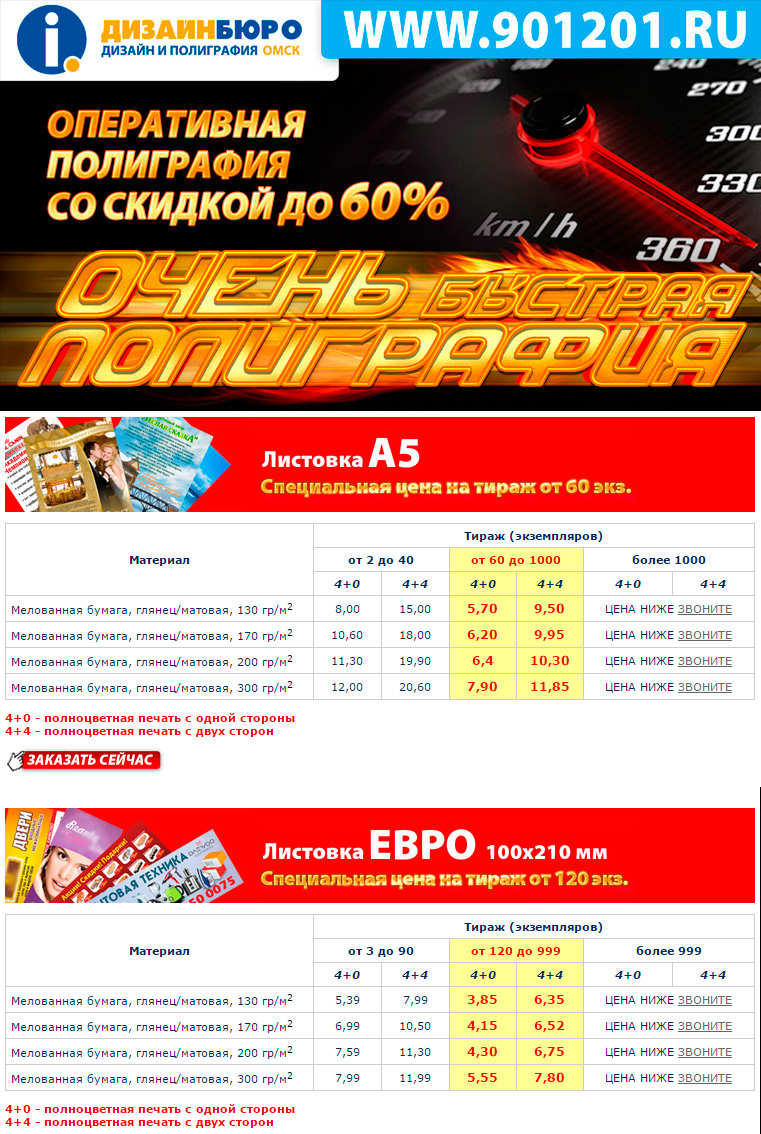 i.
ДИЗАЙНБЮРО
ДИЗАЙН И ПОЛИГРАФИЯ ОМСК
WWW.901201.RU
ОПЕРАТИВНАЯ
ПОЛИГРАФИЯ
СО СКИДКОЙ ДО 60%
120
240
270
300
330
360
km/h
ОЧЕНЬ БЫСТРАЯ
ПОЛИГРАФИЯ
Листовка А5
Специальная цена на тираж от 60 экз.
Материал
Тираж (экземпляров)
от 2 до 40 от 60 до 1000 более 1000
4+0 4+4 4+0 4+4 4+0 4+4
Мелованная бумага, глянец/матовая, 130 гр/м2 8,00 15,00 5,70 9,50 ЦЕНА НИЖЕ ЗВОНИТЕ
Мелованная бумага, глянец/матовая, 170 гр/м2 10,60 18,00 6,20 9,95 ЦЕНА НИЖЕ ЗВОНИТЕ
Мелованная бумага, глянец/матовая, 200 гр/м2 11,30 19,90 6,4 10,30 ЦЕНА НИЖЕ ЗВОНИТЕ
Мелованная бумага, глянец/матовая, 300 гр/м2 12,00 20,60 7,90 11,85 ЦЕНА НИЖЕ ЗВОНИТЕ
4+0 - полноцветная печать с одной стороны
4+4 - полноцветная печать с двух сторон
ЗАКАЗАТЬ СЕЙЧАС
ДВЕРИ
Акции! Скидки! Подарки!
ТОВАЯ ТЕХНИКА
DAEWOO
50 0075
Листовка ЕВРО 100х210 мм
Специальная цена на тираж от 120 экз.
Материал
Тираж (экземпляров)
от 3 до 90 от 120 до 999 более 999
4+0 4+4 4+0 4+4 4+0 4+4
Мелованная бумага, глянец/матовая, 130 гр/м2 5,39 7,99 3,85 6,35 ЦЕНА НИЖЕ ЗВОНИТЕ
Мелованная бумага, глянец/матовая, 170 гр/м2 6,99 10,50 4,15 6,52 ЦЕНА НИЖЕ ЗВОНИТЕ
Мелованная бумага, глянец/матовая, 200 гр/м2 7,59 11,30 4,30 6,75 ЦЕНА НИЖЕ ЗВОНИТЕ
Мелованная бумага, глянец/матовая, 300 гр/м2 7,99 11,99 5,55 7,80 ЦЕНА НИЖЕ ЗВОНИТЕ
4+0 - полноцветная печать с одной стороны
4+4 - полноцветная печать с двух сторон